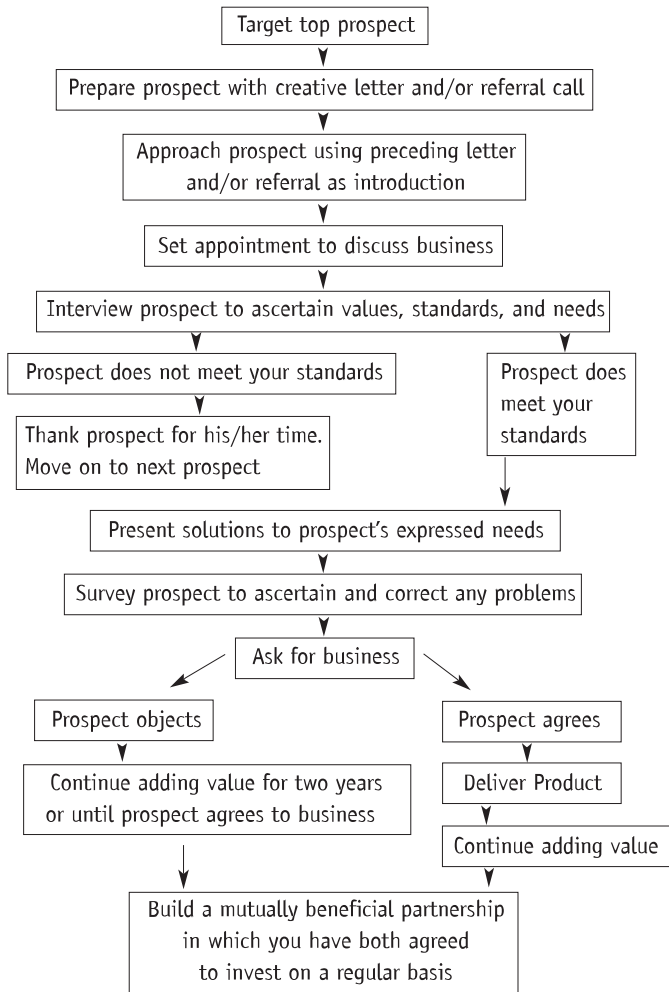 Target top prospect
Prepare prospect with creative letter and/or referral call
Approach prospect using preceding letter
and/or referral as introduction
Set appointment to discuss business
Interview prospect to ascertain values, standards, and needs
Prospect does not meet your standards
Thank prospect for his/her time.
Move on to next prospect
Prospect does
meet your
standards
Present solutions to prospect's expressed needs
Survey prospect to ascertain and correct any problems
Ask for business
Prospect objects
Continue adding value for two years
or until prospect agrees to business
Prospect agrees
Deliver Product
Continue adding value
Build a mutually beneficial partnership
in which you have both agreed
to invest on a regular basis